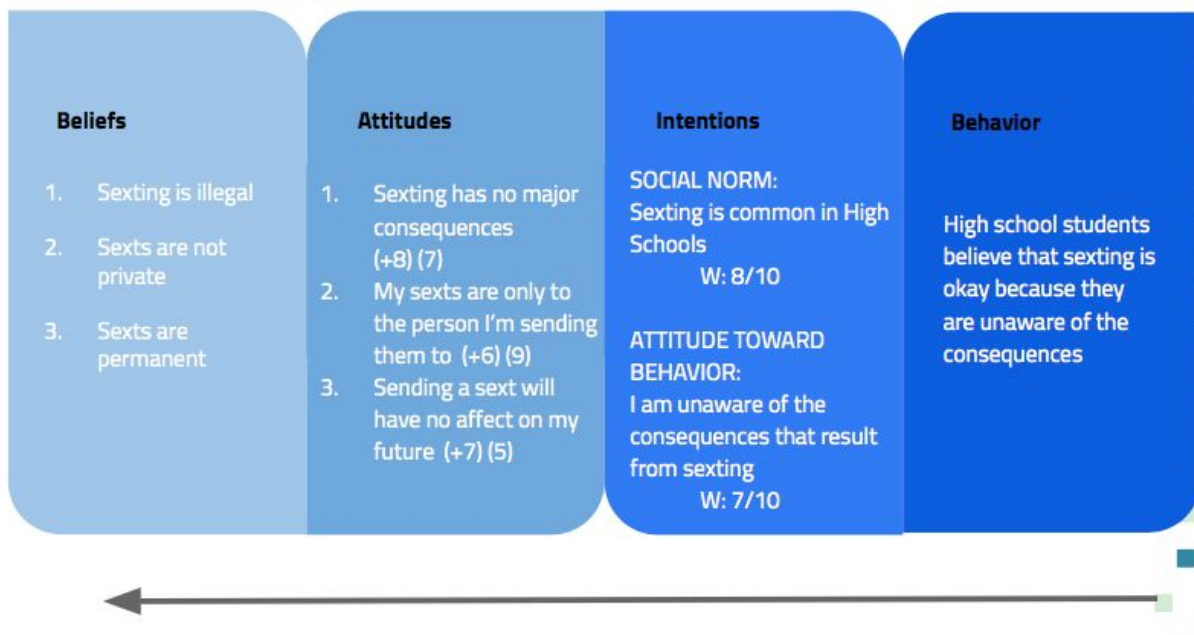 Beliefs
1. Sexting is illegal
2. Sexts are not
private
3. Sexts are
permanent
Attitudes
1. Sexting has no major
consequences
(+8) (7)
2. My sexts are only to
the person I'm sending
them to (+6) (9)
3. Sending a sext will
have no affect on my
future (+7) (5)
Intentions
SOCIAL NORM:
Sexting is common in High
Schools
W: 8/10
ATTITUDE TOWARD
BEHAVIOR:
I am unaware of the
consequences that result
from sexting
W: 7/10
Behavior
High school students
believe that sexting is
okay because they
are unaware of the
consequences